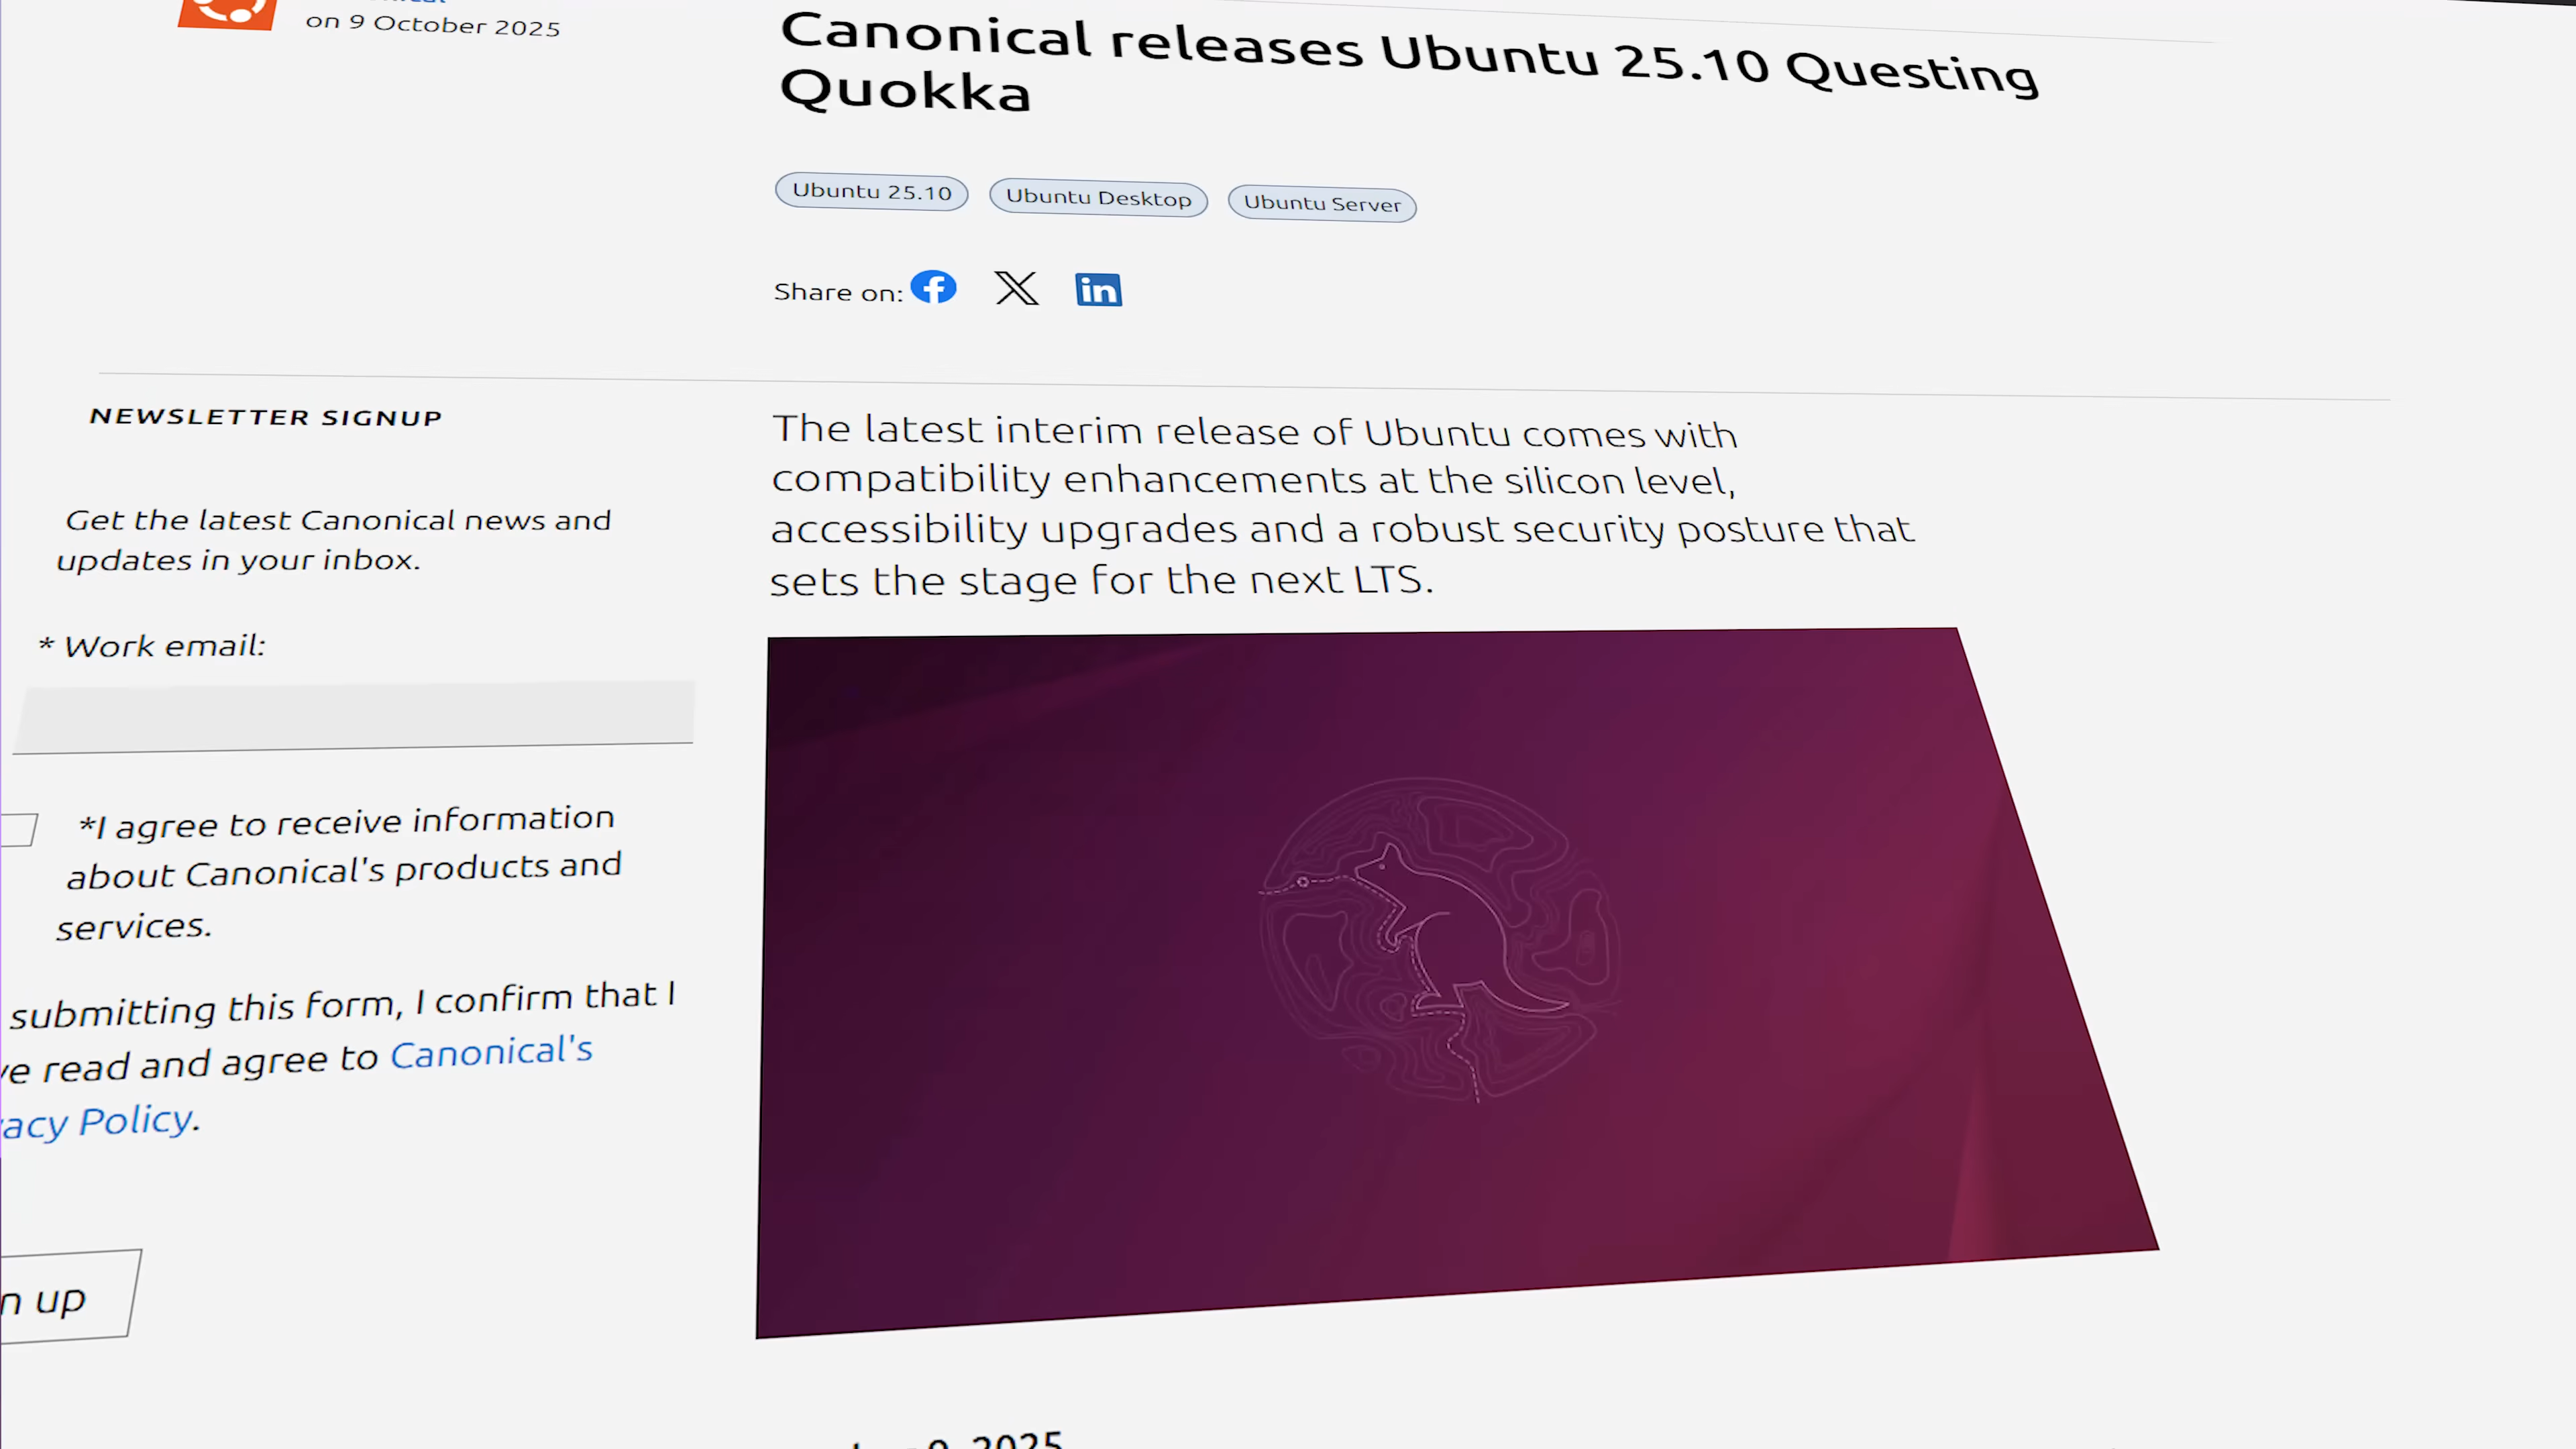 on 9 October 2025
Canonical releases Ubuntu 25.10 Questing
Quokka
Ubuntu 25.10
Ubuntu Desktop
Ubuntu Server
Share on:
NEWSLETTER SIGNUP
Get the latest Canonical news and
updates in your inbox.
* Work email:
*I agree to receive information
about Canonical's products and
services.
submitting this form, I confirm that I
read and agree to Canonical's
Policy.
up
The latest interim release of Ubuntu comes with
compatibility enhancements at the silicon level,
accessibility upgrades and a robust security posture that
sets the stage for the next LTS.
9, 2025